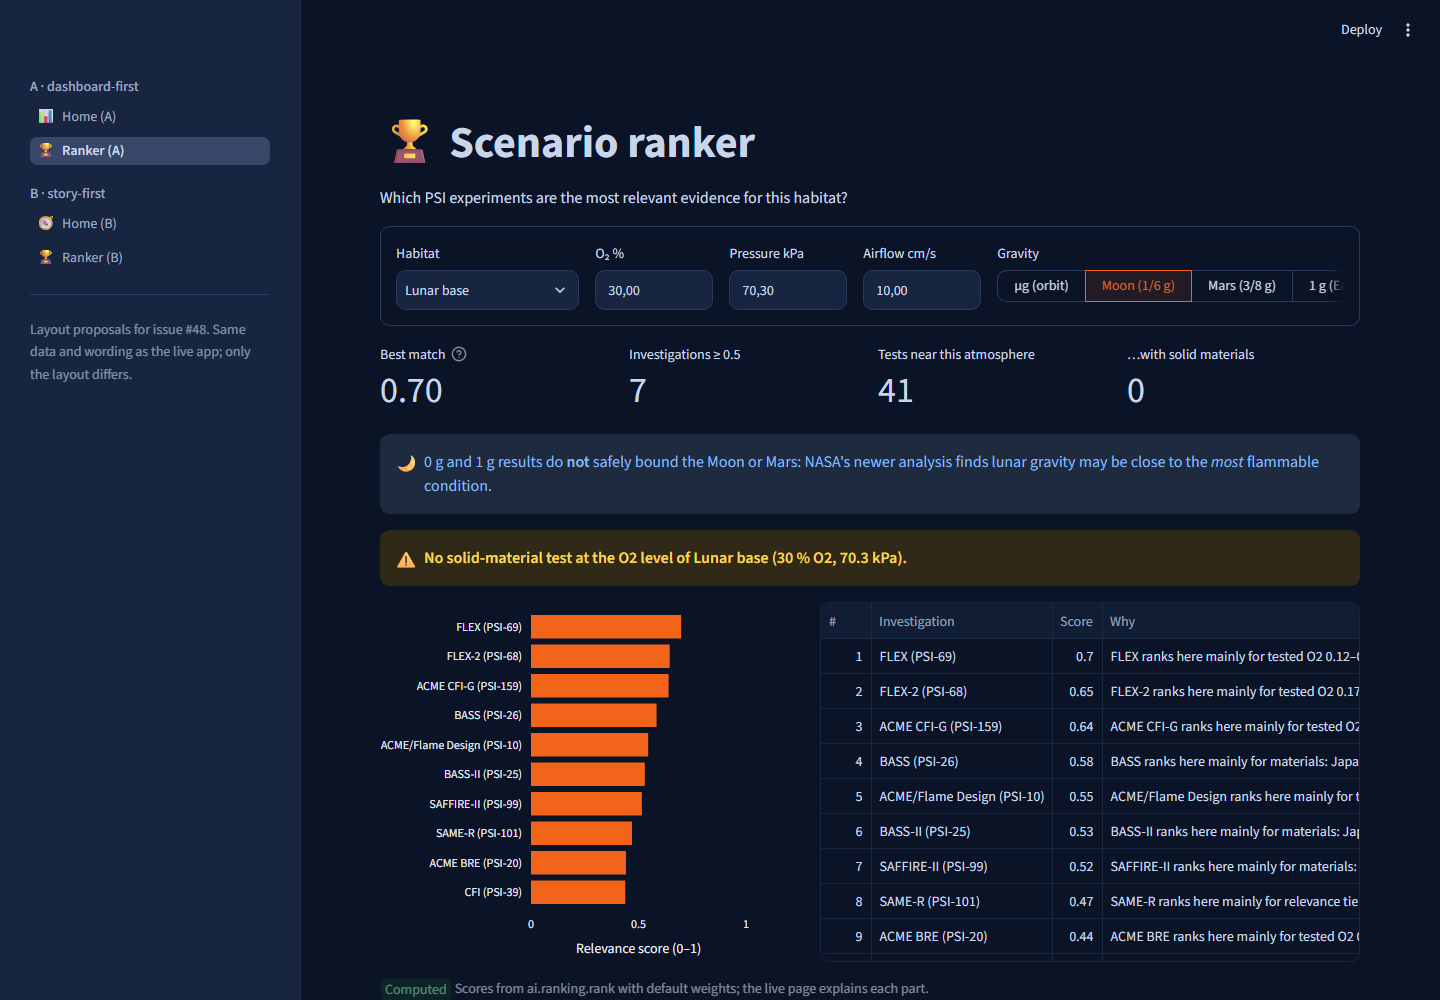 Deploy
A · dashboard-first
Home (A)
Ranker (A)
B · story-first
Home (B)
Ranker (B)
Layout proposals for issue #48. Same
data and wording as the live app; only
the layout differs.
Scenario ranker
Which PSI experiments are the most relevant evidence for this habitat?
Habitat
O₂ %
Pressure kPa
Airflow cm/s
Gravity
Lunar base
30,00
70,30
10,00
µg (orbit)
Moon (1/6 g)
Mars (3/8 g)
1 g (E
Best match
Investigations ≥ 0.5
Tests near this atmosphere
…with solid materials
0.70
7
41
0
0 g and 1 g results do not safely bound the Moon or Mars: NASA's newer analysis finds lunar gravity may be close to the most flammable
condition.
No solid-material test at the O2 level of Lunar base (30 % O2, 70.3 kPa).
FLEX (PSI-69)
FLEX-2 (PSI-68)
ACME CFI-G (PSI-159)
BASS (PSI-26)
ACME/Flame Design (PSI-10)
BASS-II (PSI-25)
SAFFIRE-II (PSI-99)
SAME-R (PSI-101)
ACME BRE (PSI-20)
CFI (PSI-39)
0 0.5 1
Relevance score (0–1)
# Investigation Score Why
1 FLEX (PSI-69) 0.7 FLEX ranks here mainly for tested O2 0.12–
2 FLEX-2 (PSI-68) 0.65 FLEX-2 ranks here mainly for tested O2 0.17
3 ACME CFI-G (PSI-159) 0.64 ACME CFI-G ranks here mainly for tested O2
4 BASS (PSI-26) 0.58 BASS ranks here mainly for materials: Japa
5 ACME/Flame Design (PSI-10) 0.55 ACME/Flame Design ranks here mainly for t
6 BASS-II (PSI-25) 0.53 BASS-II ranks here mainly for materials: Jap
7 SAFFIRE-II (PSI-99) 0.52 SAFFIRE-II ranks here mainly for materials:
8 SAME-R (PSI-101) 0.47 SAME-R ranks here mainly for relevance tie
9 ACME BRE (PSI-20) 0.44 ACME BRE ranks here mainly for tested O2
Computed Scores from ai.ranking.rank with default weights; the live page explains each part.